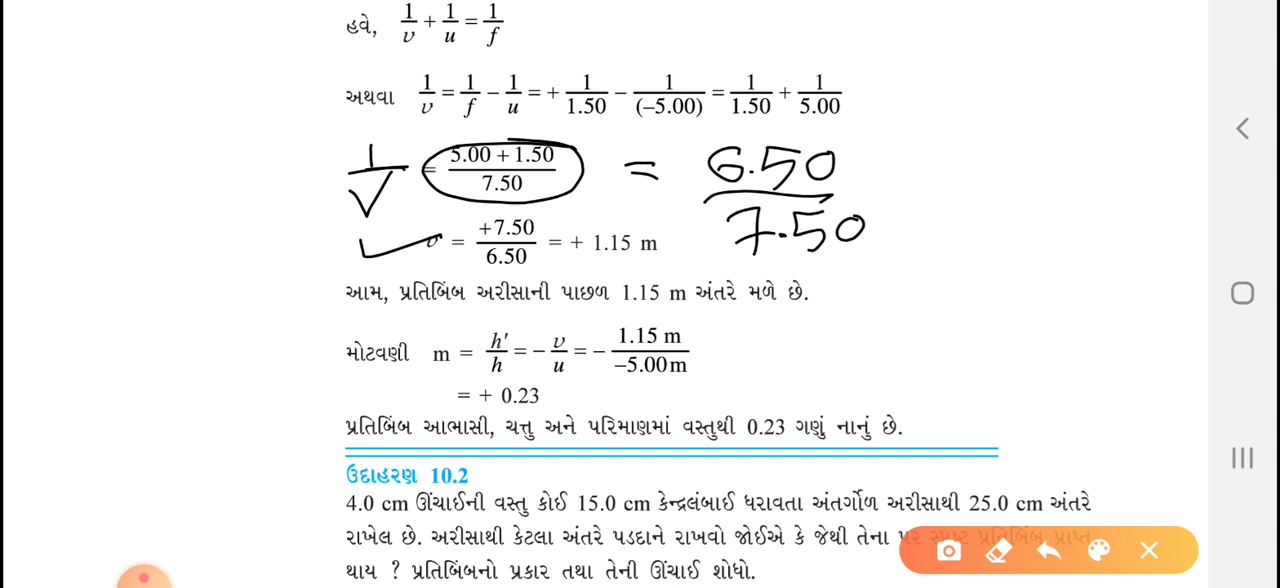 હવે, 1/v + 1/u = 1/f
અથવા 1/v = 1/f - 1/u = + 1/1.50 - 1/(–5.00) = 1/1.50 + 1/5.00
1/V = (5.00 + 1.50)/7.50 = 6.50/7.50
v = +7.50/6.50 = + 1.15 m
આમ, પ્રતિબિંબ અરીસાની પાછળ 1.15 m અંતરે મળે છે.
મોટવણી m = h'/h = - v/u = - 1.15 m/–5.00 m
= + 0.23
પ્રતિબિંબ આભાસી, ચત્તુ અને પરિમાણમાં વસ્તુથી 0.23 ગણું નાનું છે.
ઉદાહરણ 10.2
4.0 cm ઊંચાઈની વસ્તુ કોઈ 15.0 cm કેન્દ્રલંબાઈ ધરાવતા અંતર્ગોળ અરીસાથી 25.0 cm અંતરે
રાખેલ છે. અરીસાથી કેટલા અંતરે પડદાને રાખવો જોઈએ કે જેથી તેના પર સ્પષ્ટ પ્રતિબિંબ પ્રાપ્ત
થાય ? પ્રતિબિંબનો પ્રકાર તથા તેની ઊંચાઈ શોધો.